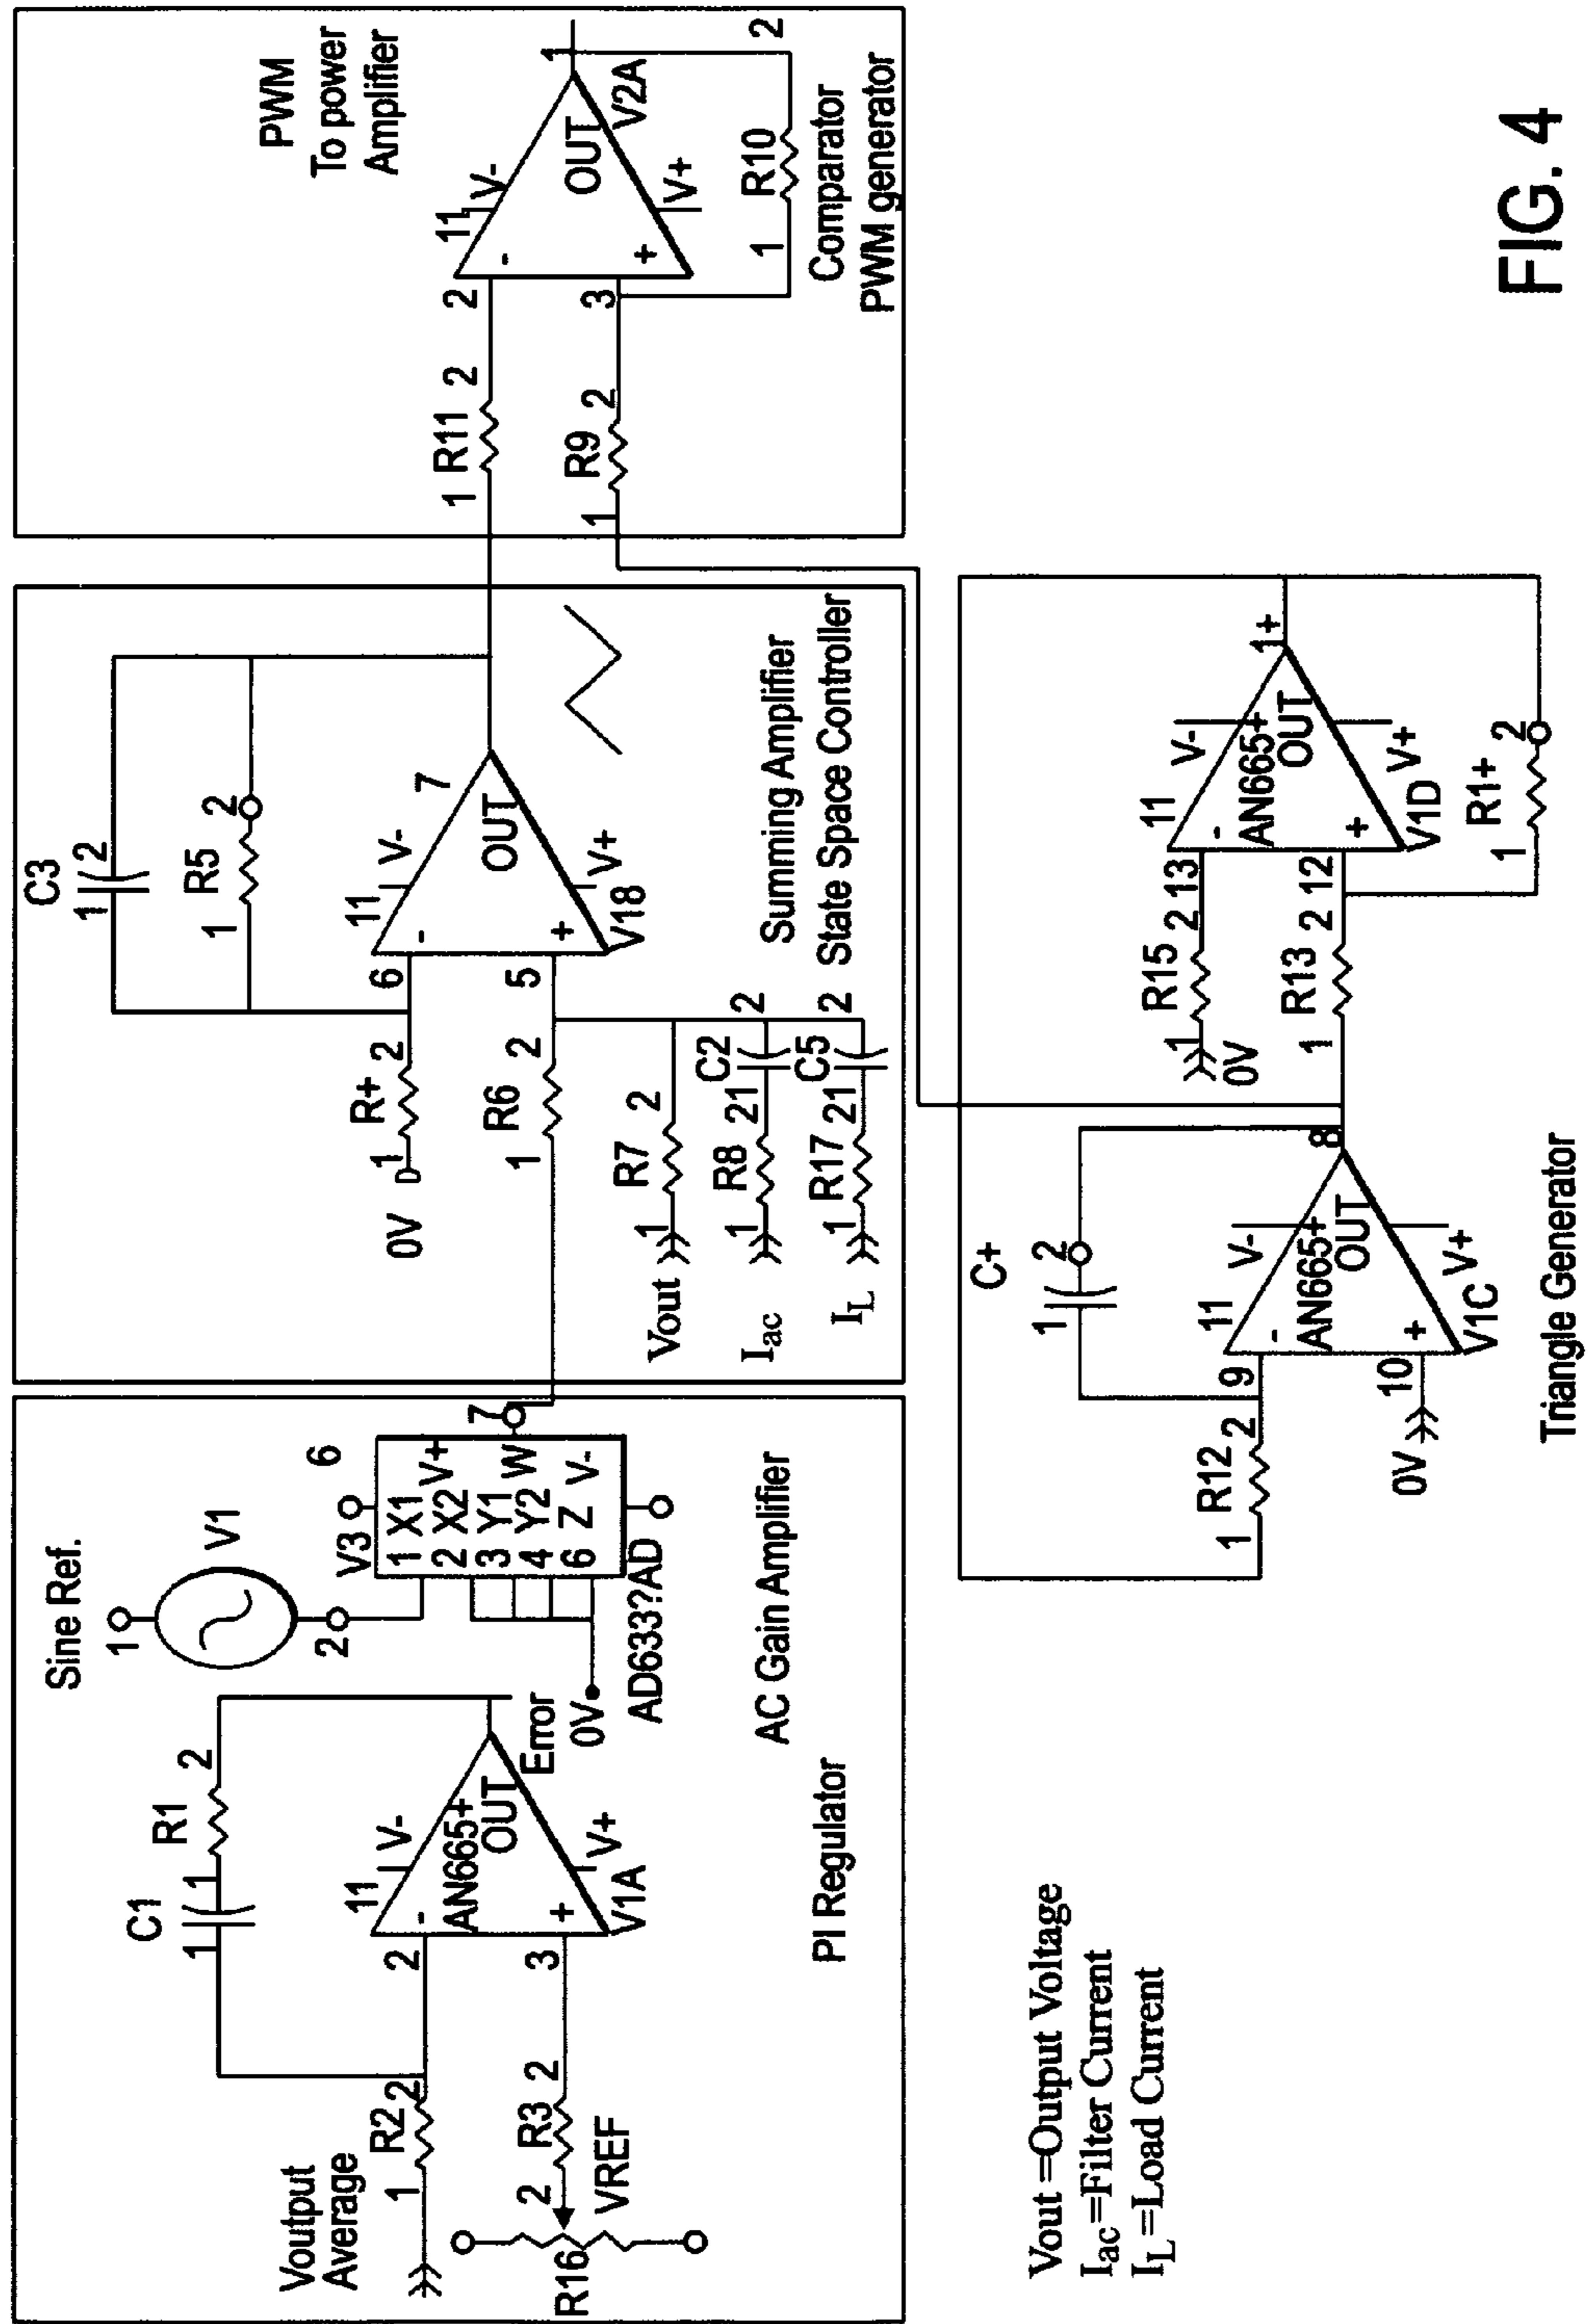 Sine Ref.
1
V1
2
C1
1 1
R1
2
Voutput
Average
1
R2
2
2
11
V-
AN665+
OUT
Error
+
V+
V1A
3
R3
2
2
VREF
R16
PI Regulator
V3
6
1 X1
V+
2 X2
3 Y1
W
7
4 Y2
6 Z
V-
0V
AD633?AD
AC Gain Amplifier
C3
1 2
R5
1 2
0V
D
1
R+
2
6
11
V-
-
OUT
7
+
V+
V18
5
1
R6
2
Vout
1
R7
2
Iac
1
R8
21
C2
2
IL
1
R17
21
C5
2
Summing Amplifier
State Space Controller
1
R11
2
2
11
V-
-
OUT
1
V2A
+
V+
3
1
R9
2
1
R10
2
PWM
To power
Amplifier
Comparator
PWM generator
1
R12
2
9
C+
1 2
11
V-
-
AN665+
OUT
8
+
V+
V1C
10
0V
1
R15
2
13
0V
1
R13
2
12
11
V-
-
AN665+
OUT
1+
+
V+
V1D
1
R1+
2
Triangle Generator
Vout =Output Voltage
Iac=Filter Current
IL =Load Current
FIG. 4